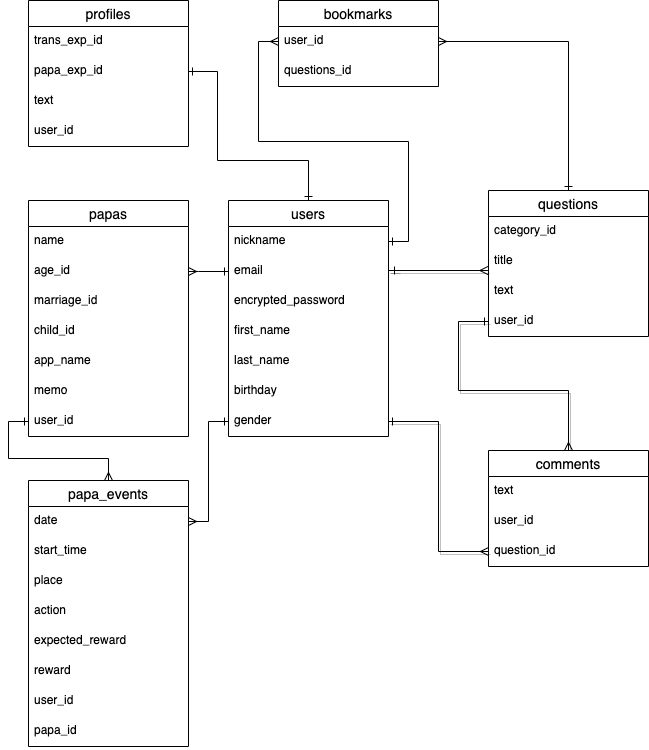 profiles
trans_exp_id
papa_exp_id
text
user_id
bookmarks
user_id
questions_id
papas
name
age_id
marriage_id
child_id
app_name
memo
user_id
users
nickname
email
encrypted_password
first_name
last_name
birthday
gender
questions
category_id
title
text
user_id
comments
text
user_id
question_id
papa_events
date
start_time
place
action
expected_reward
reward
user_id
papa_id